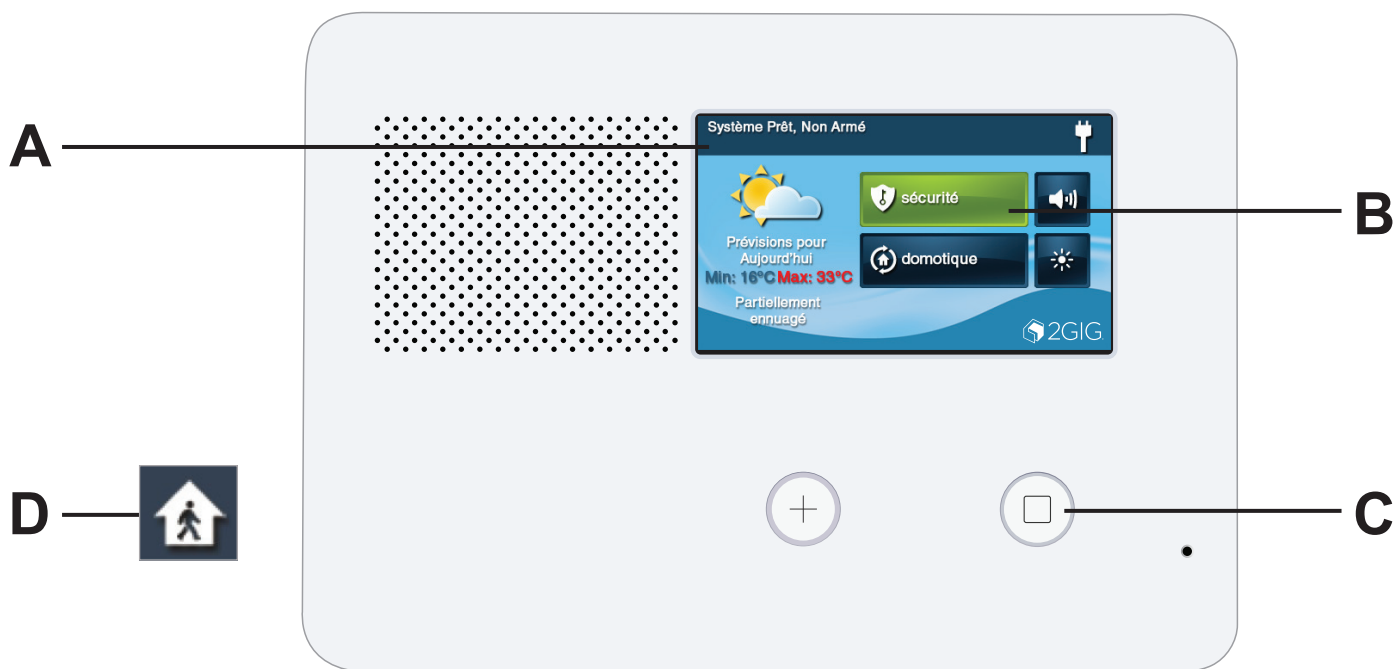 A
Système Prêt, Non Armé
sécurité
B
Prévisions pour
Aujourd'hui
domotique
Min: 16°C Max: 33°C
Partiellement
ennuagé
2GIG
D
C